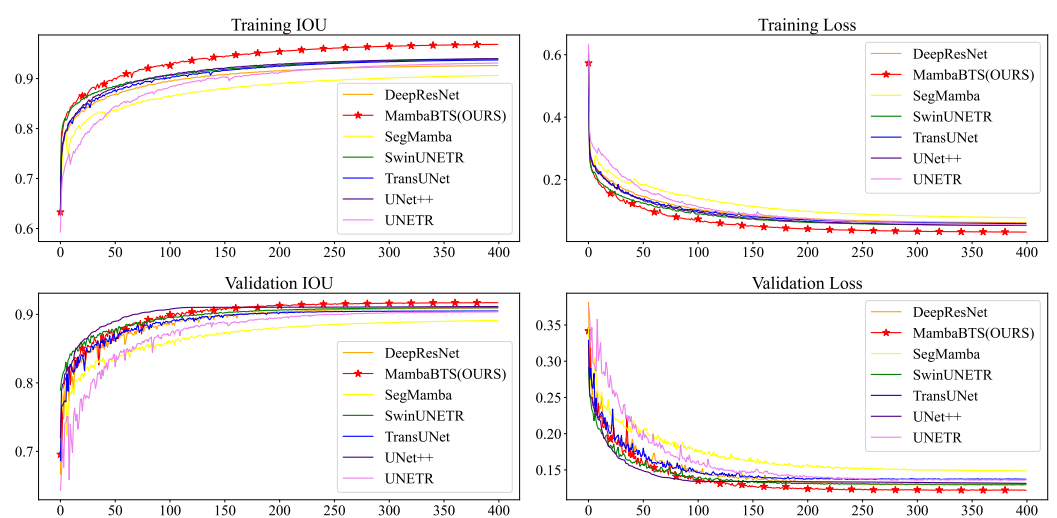 Training IOU
0.9
0.8
0.7
0.6
0 50 100 150 200 250 300 350 400
DeepResNet
MambaBTS(OURS)
SegMamba
SwinUNETR
TransUNet
UNet++
UNETR
Training Loss
0.6
0.4
0.2
0 50 100 150 200 250 300 350 400
DeepResNet
MambaBTS(OURS)
SegMamba
SwinUNETR
TransUNet
UNet++
UNETR
Validation IOU
0.9
0.8
0.7
0 50 100 150 200 250 300 350 400
DeepResNet
MambaBTS(OURS)
SegMamba
SwinUNETR
TransUNet
UNet++
UNETR
Validation Loss
0.35
0.30
0.25
0.20
0.15
0 50 100 150 200 250 300 350 400
DeepResNet
MambaBTS(OURS)
SegMamba
SwinUNETR
TransUNet
UNet++
UNETR